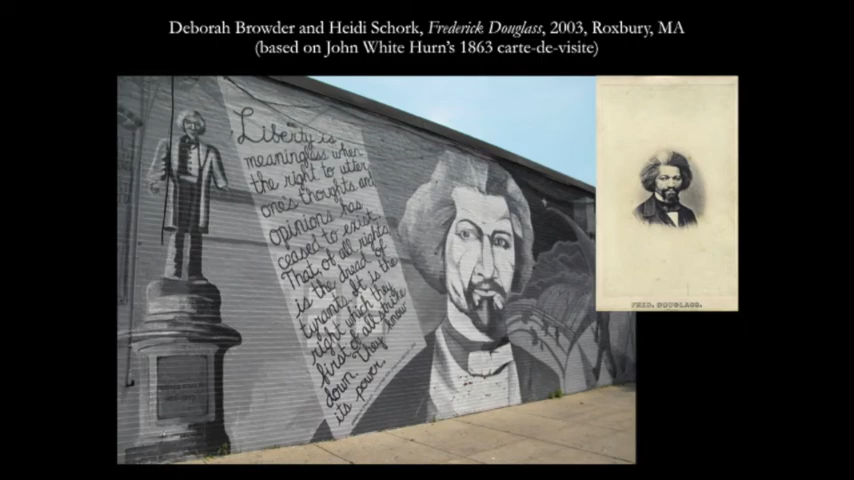 Deborah Browder and Heidi Schork, Frederick Douglass, 2003, Roxbury, MA
(based on John White Hurn's 1863 carte-de-visite)
Liberty is
meaningless when
the right to utter
one's thoughts and
opinions has
ceased to exist.
That, of all rights
is the dread of
tyrants. It is the
right which they
first of all strike
down. They know
its power.
FRED. DOUGLASS.